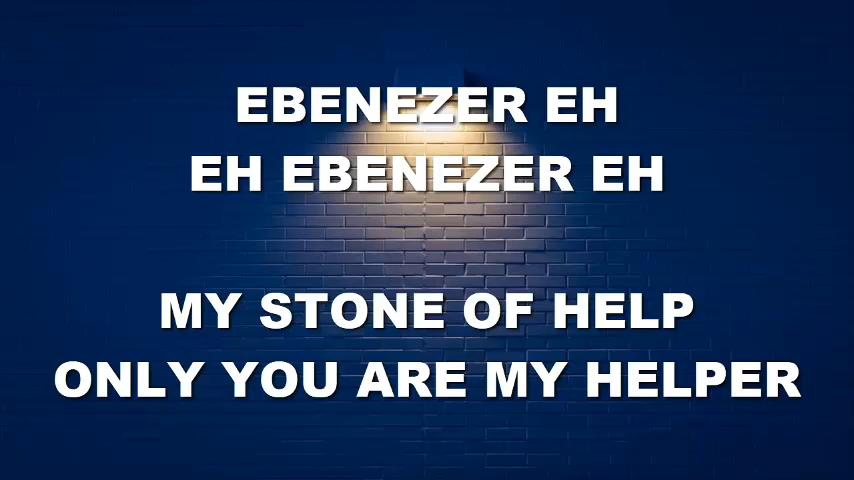 EBENEZER EH
EH EBENEZER EH
MY STONE OF HELP
ONLY YOU ARE MY HELPER